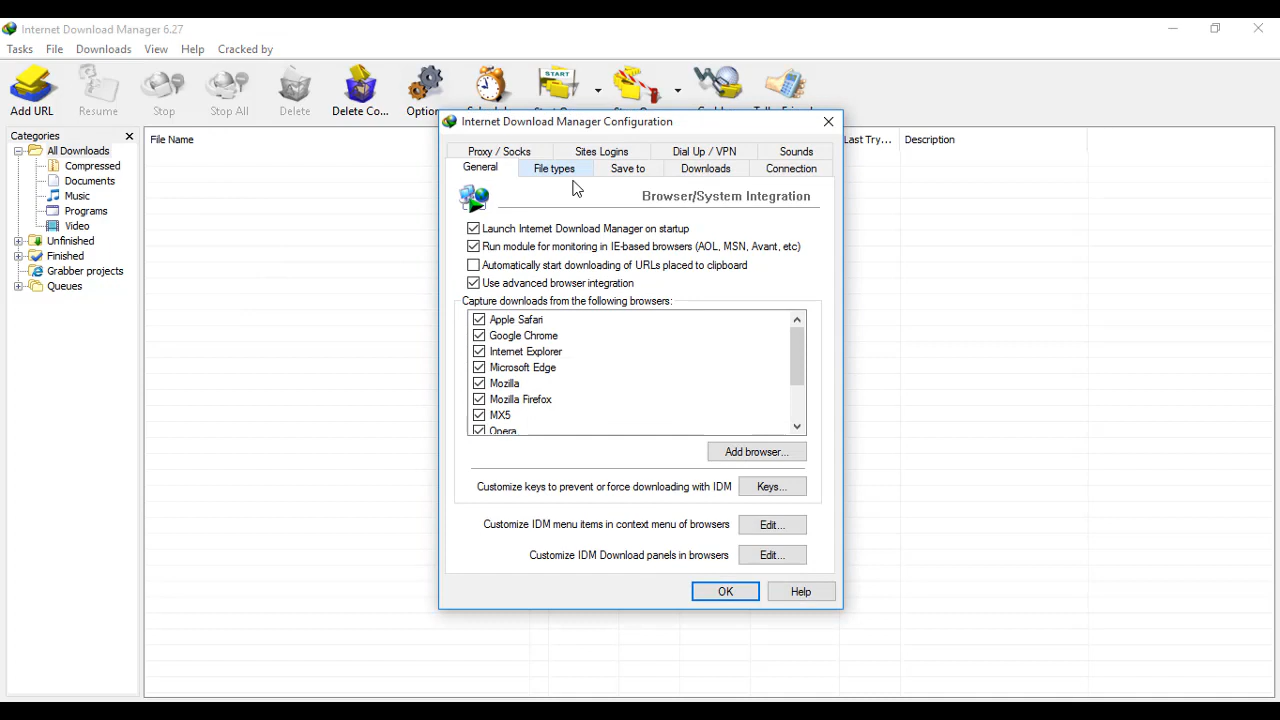 Internet Download Manager 6.27
Tasks File Downloads View Help Cracked by
Add URL Resume Stop Stop All Delete Delete Co...
Internet Download Manager Configuration
Categories
File Name
Last Try... Description
Proxy / Socks Sites Logins Dial Up / VPN Sounds
General File types Save to Downloads Connection
All Downloads
Compressed
Documents
Music
Programs
Video
Unfinished
Finished
Grabber projects
Queues
Browser/System Integration
Launch Internet Download Manager on startup
Run module for monitoring in IE-based browsers (AOL, MSN, Avant, etc)
Automatically start downloading of URLs placed to clipboard
Use advanced browser integration
Capture downloads from the following browsers:
Apple Safari
Google Chrome
Internet Explorer
Microsoft Edge
Mozilla
Mozilla Firefox
MX5
Opera
Add browser...
Customize keys to prevent or force downloading with IDM Keys...
Customize IDM menu items in context menu of browsers Edit...
Customize IDM Download panels in browsers Edit...
OK Help